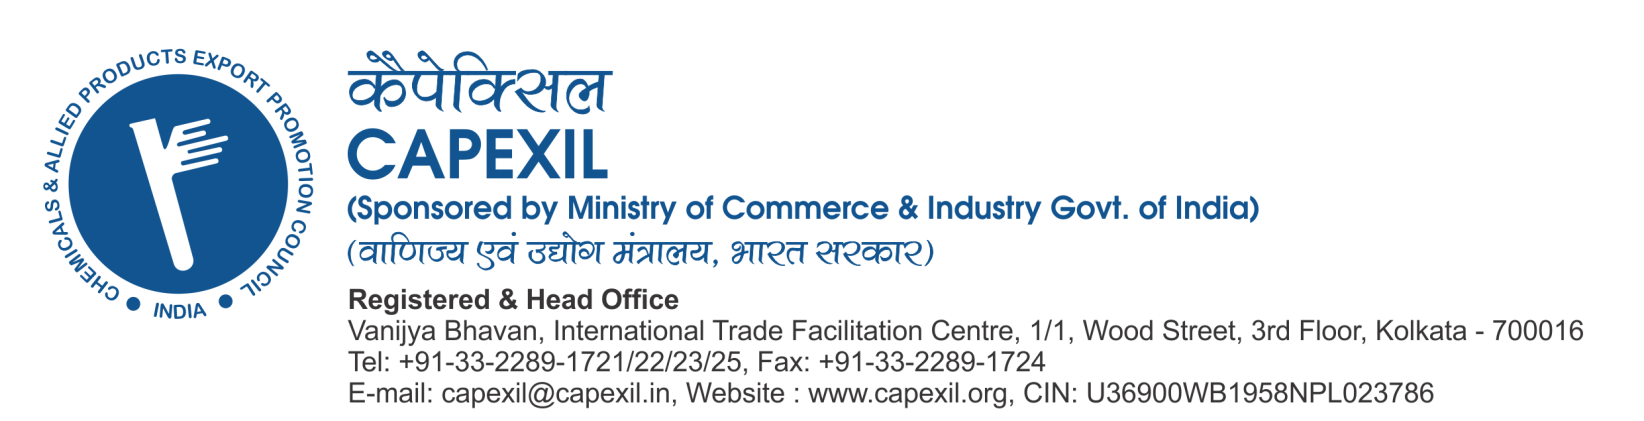 CHEMICALS & ALLIED PRODUCTS EXPORT PROMOTION COUNCIL
INDIA
कैपेक्सिल
CAPEXIL
(Sponsored by Ministry of Commerce & Industry Govt. of India)
(वाणिज्य एवं उद्योग मंत्रालय, भारत सरकार)
Registered & Head Office
Vanijya Bhavan, International Trade Facilitation Centre, 1/1, Wood Street, 3rd Floor, Kolkata - 700016
Tel: +91-33-2289-1721/22/23/25, Fax: +91-33-2289-1724
E-mail: capexil@capexil.in, Website : www.capexil.org, CIN: U36900WB1958NPL023786